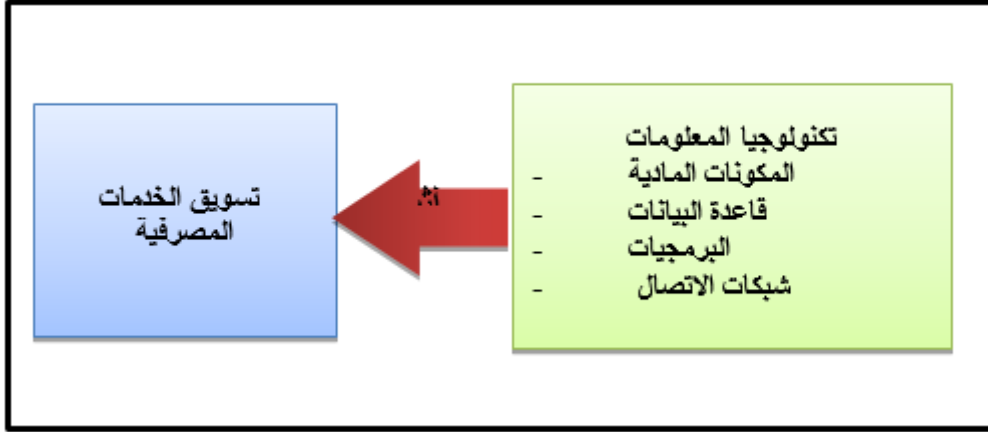 تكنولوجيا المعلومات
- المكونات المادية
- قاعدة البيانات
- البرمجيات
- شبكات الاتصال
تسويق الخدمات
المصرفية